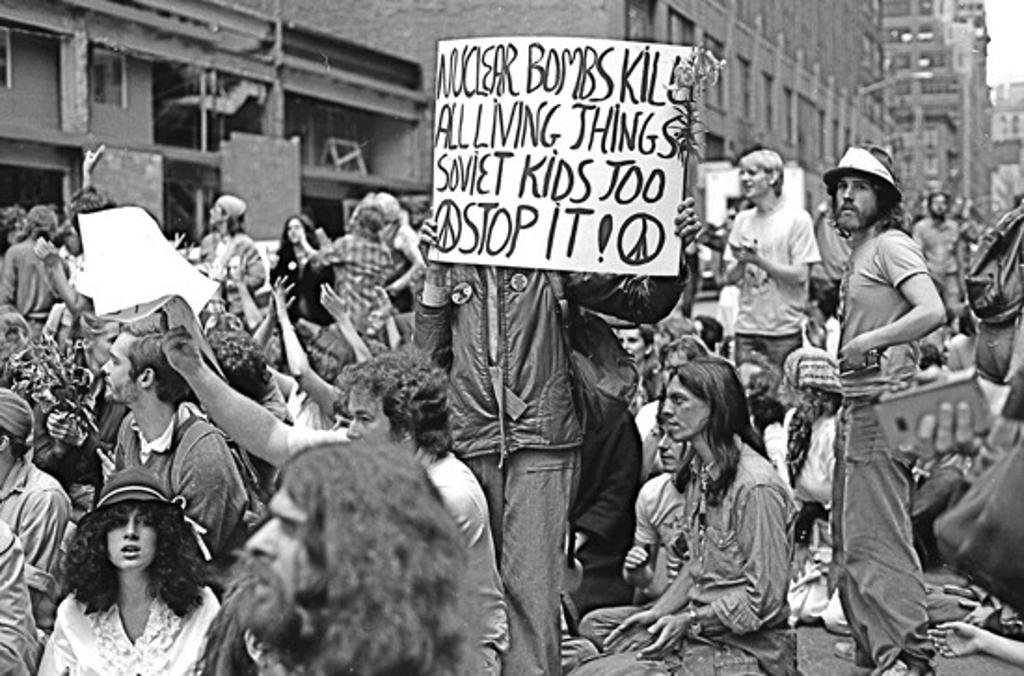 NUCLEAR BOMBS KILL
ALL LIVING THINGS
SOVIET KIDS TOO
STOP IT!